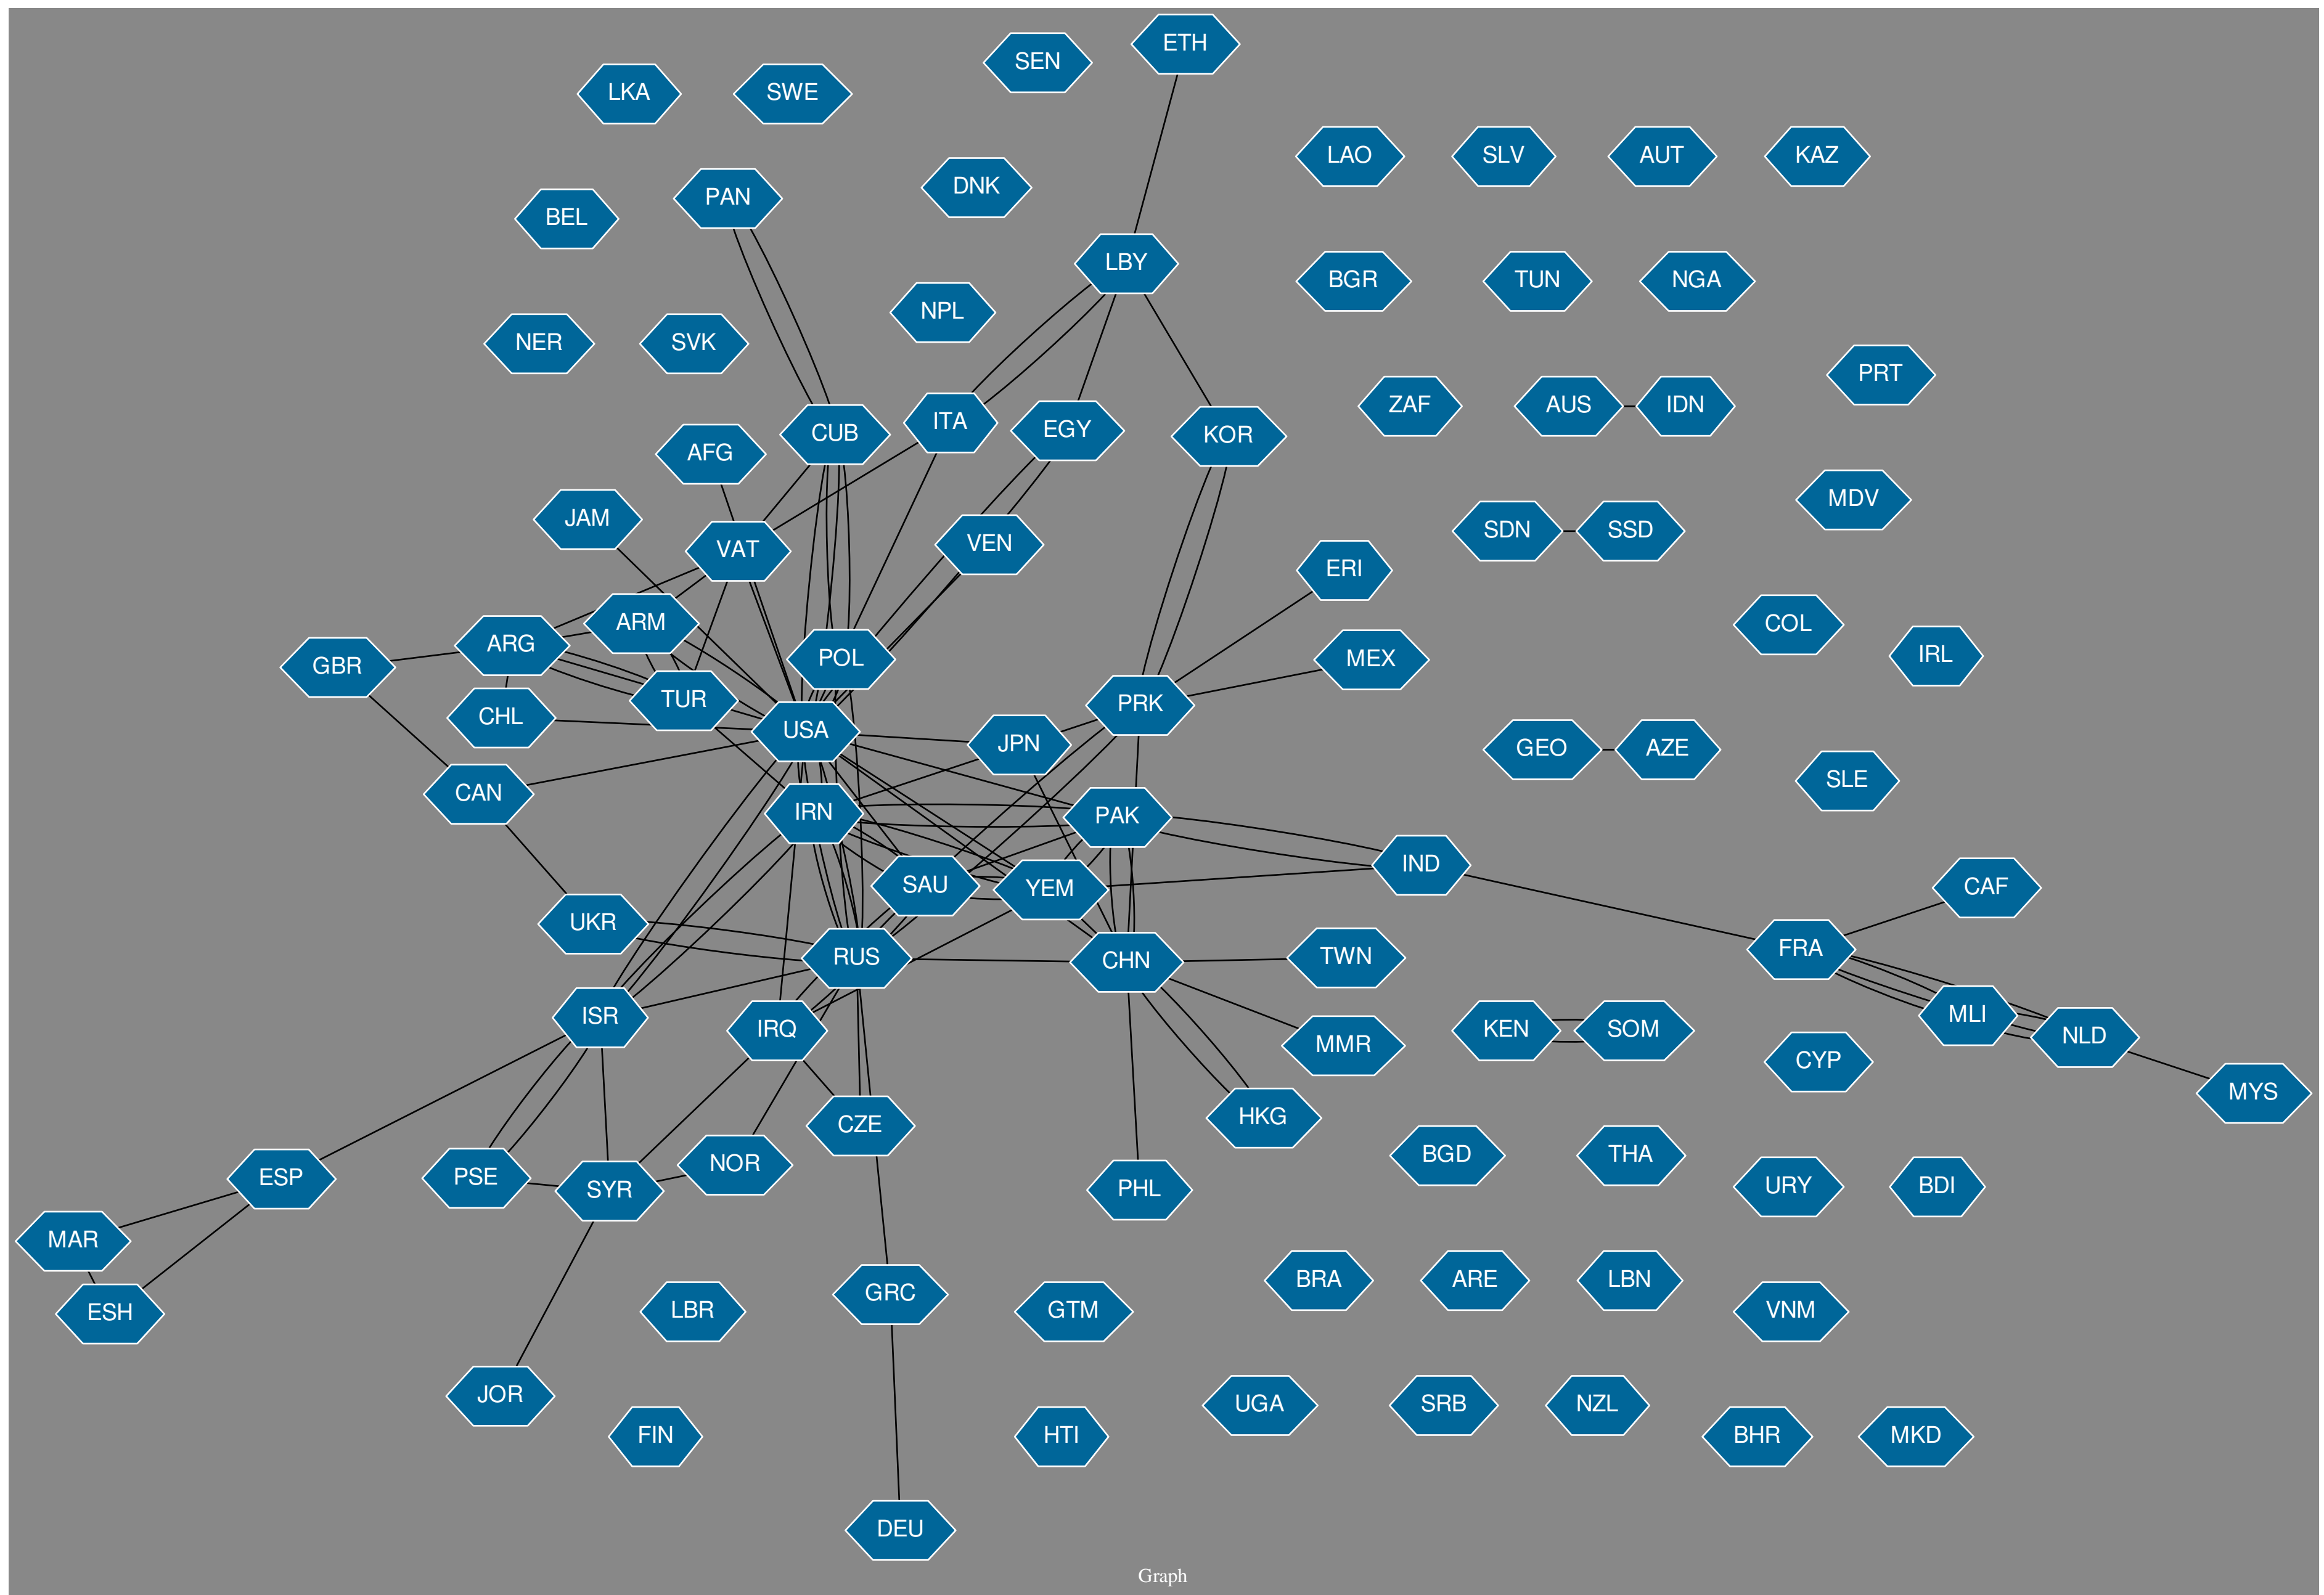 ETH
SEN
LKA
SWE
LAO
SLV
AUT
KAZ
DNK
PAN
BEL
LBY
BGR
TUN
NGA
NPL
NER
SVK
PRT
ZAF
AUS
IDN
ITA
EGY
CUB
KOR
AFG
MDV
JAM
SDN
SSD
VEN
VAT
ERI
ARM
COL
ARG
IRL
POL
MEX
GBR
TUR
PRK
CHL
USA
JPN
GEO
AZE
SLE
CAN
IRN
PAK
IND
SAU
YEM
CAF
UKR
FRA
RUS
CHN
TWN
MLI
ISR
IRQ
KEN
SOM
NLD
MMR
CYP
MYS
HKG
CZE
BGD
THA
NOR
ESP
PSE
SYR
PHL
URY
BDI
MAR
BRA
ARE
LBN
GRC
ESH
LBR
GTM
VNM
JOR
UGA
SRB
NZL
FIN
HTI
BHR
MKD
DEU
Graph